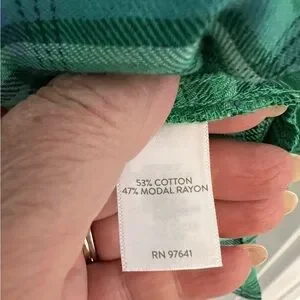 53% COTTON
47% MODAL RAYON
RN 97641